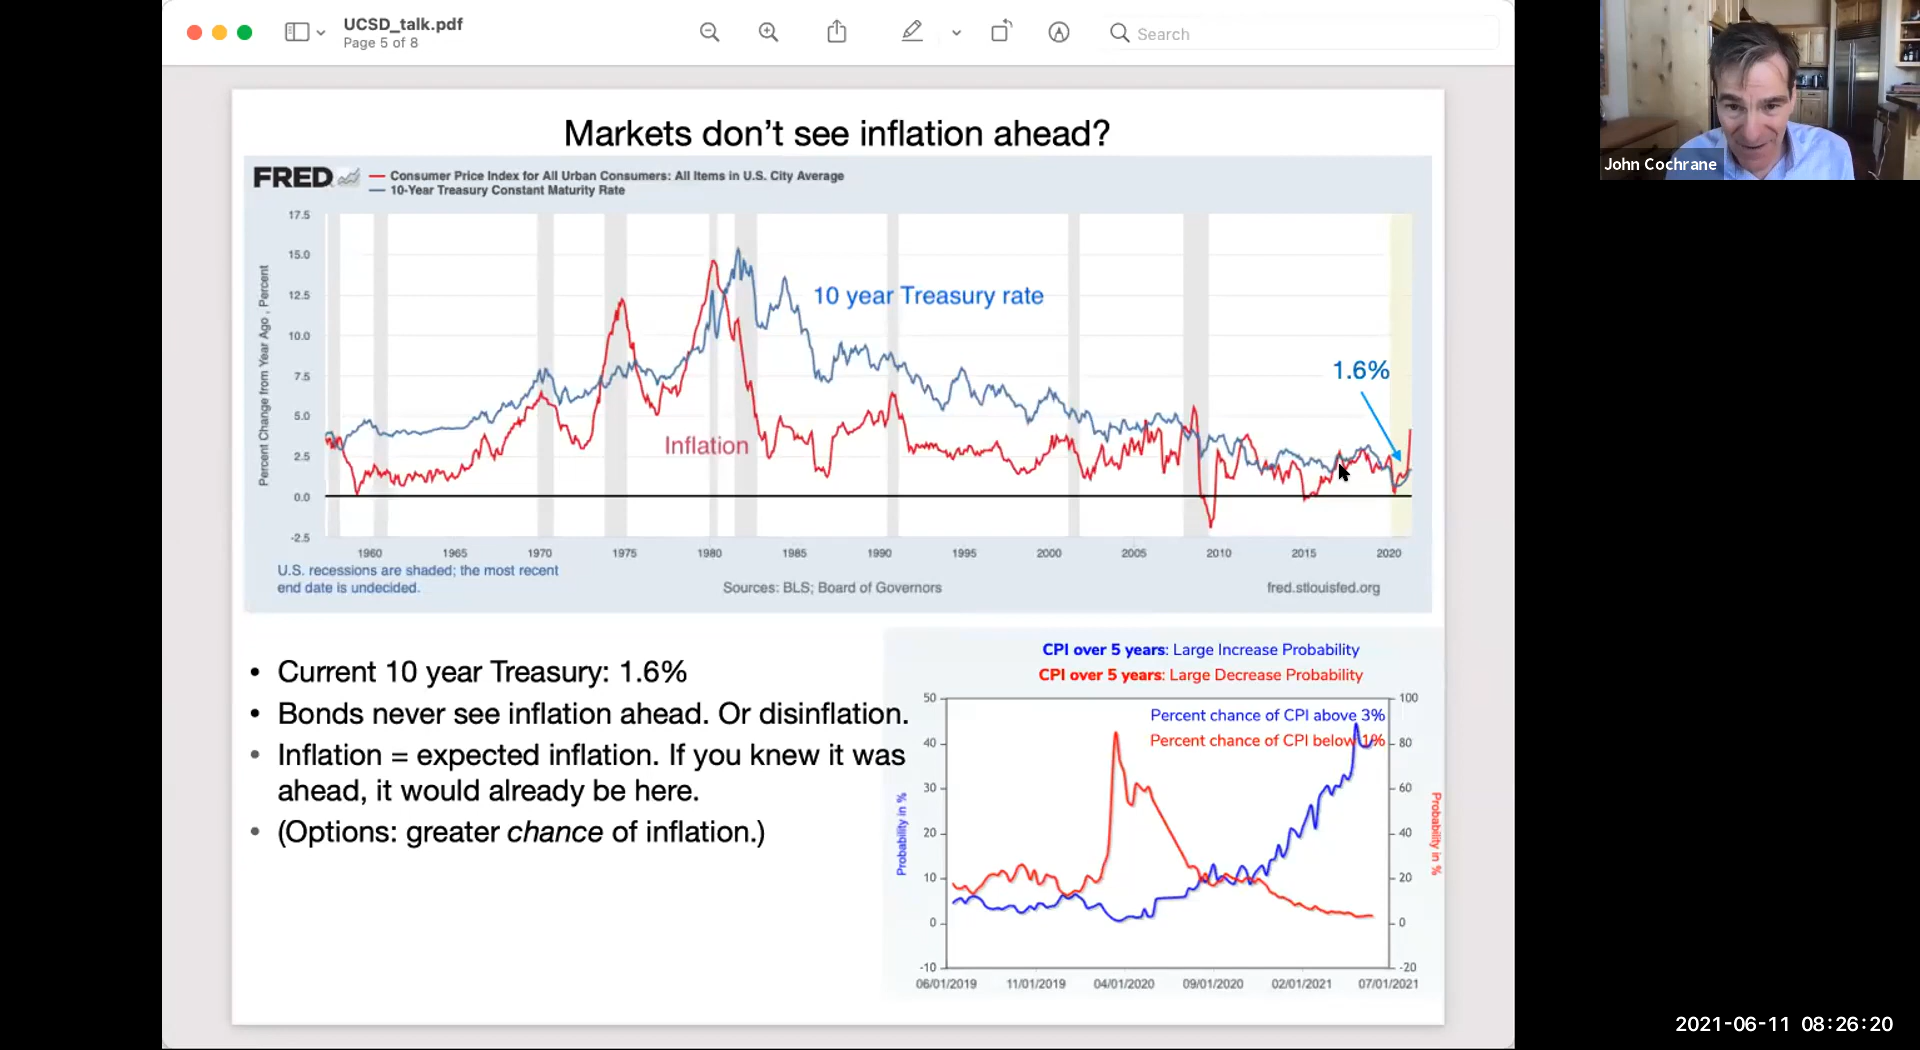 UCSD_talk.pdf
Page 5 of 8
Search
Markets don't see inflation ahead?
FRED
Consumer Price Index for All Urban Consumers: All Items in U.S. City Average
10-Year Treasury Constant Maturity Rate
17.5
15.0
12.5
10.0
7.5
5.0
2.5
0.0
-2.5
Percent Change from Year Ago , Percent
10 year Treasury rate
Inflation
1.6%
1960 1965 1970 1975 1980 1985 1990 1995 2000 2005 2010 2015 2020
U.S. recessions are shaded; the most recent
end date is undecided.
Sources: BLS; Board of Governors
fred.stlouisfed.org
• Current 10 year Treasury: 1.6%
• Bonds never see inflation ahead. Or disinflation.
• Inflation = expected inflation. If you knew it was
ahead, it would already be here.
• (Options: greater chance of inflation.)
CPI over 5 years: Large Increase Probability
CPI over 5 years: Large Decrease Probability
Percent chance of CPI above 3%
Percent chance of CPI below 1%
50
40
30
20
10
0
-10
Probability in %
100
80
60
40
20
0
-20
Probability in %
06/01/2019 11/01/2019 04/01/2020 09/01/2020 02/01/2021 07/01/2021
John Cochrane
2021-06-11 08:26:20